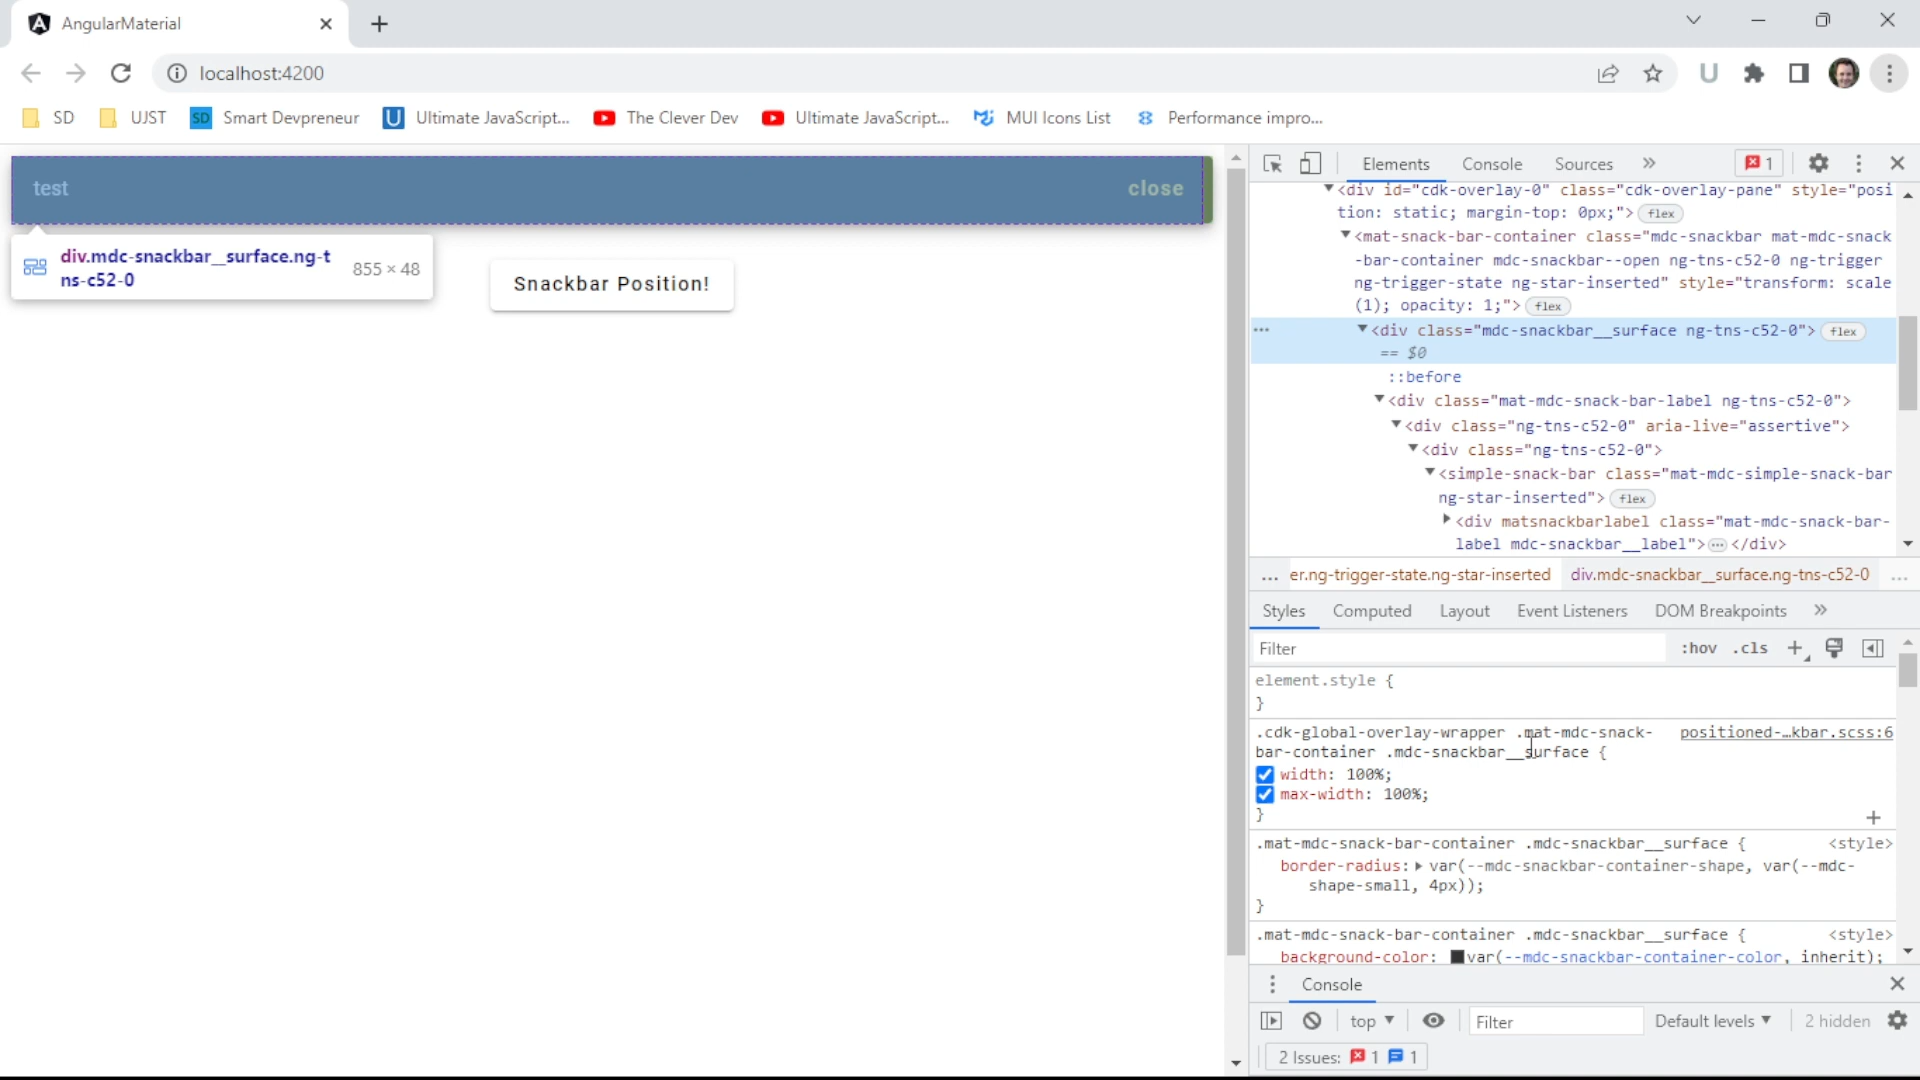 AngularMaterial
localhost:4200
SD
UJST
SD Smart Devpreneur
U Ultimate JavaScript...
The Clever Dev
Ultimate JavaScript...
MUI Icons List
Performance impro...
test
close
div.mdc-snackbar__surface.ng-t
ns-c52-0
855 × 48
Snackbar Position!
Elements Console Sources » 1
▼<div id="cdk-overlay-0" class="cdk-overlay-pane" style="posi
tion: static; margin-top: 0px;"> flex
▼<mat-snack-bar-container class="mdc-snackbar mat-mdc-snack
-bar-container mdc-snackbar--open ng-tns-c52-0 ng-trigger
ng-trigger-state ng-star-inserted" style="transform: scale
(1); opacity: 1;"> flex
… ▼<div class="mdc-snackbar__surface ng-tns-c52-0"> flex
== $0
::before
▼<div class="mat-mdc-snack-bar-label ng-tns-c52-0">
▼<div class="ng-tns-c52-0" aria-live="assertive">
▼<div class="ng-tns-c52-0">
▼<simple-snack-bar class="mat-mdc-simple-snack-bar
ng-star-inserted"> flex
▶<div matsnackbarlabel class="mat-mdc-snack-bar-
label mdc-snackbar__label"> … </div>
... er.ng-trigger-state.ng-star-inserted div.mdc-snackbar__surface.ng-tns-c52-0 ...
Styles Computed Layout Event Listeners DOM Breakpoints »
Filter :hov .cls +
element.style {
}
.cdk-global-overlay-wrapper .mat-mdc-snack- positioned-…kbar.scss:6
bar-container .mdc-snackbar__surface {
width: 100%;
max-width: 100%;
}
.mat-mdc-snack-bar-container .mdc-snackbar__surface { <style>
border-radius: ▶ var(--mdc-snackbar-container-shape, var(--mdc-
shape-small, 4px));
}
.mat-mdc-snack-bar-container .mdc-snackbar__surface { <style>
background-color: var(--mdc-snackbar-container-color, inherit);
Console
top ▼ Filter Default levels ▼ 2 hidden
2 Issues: 1 1